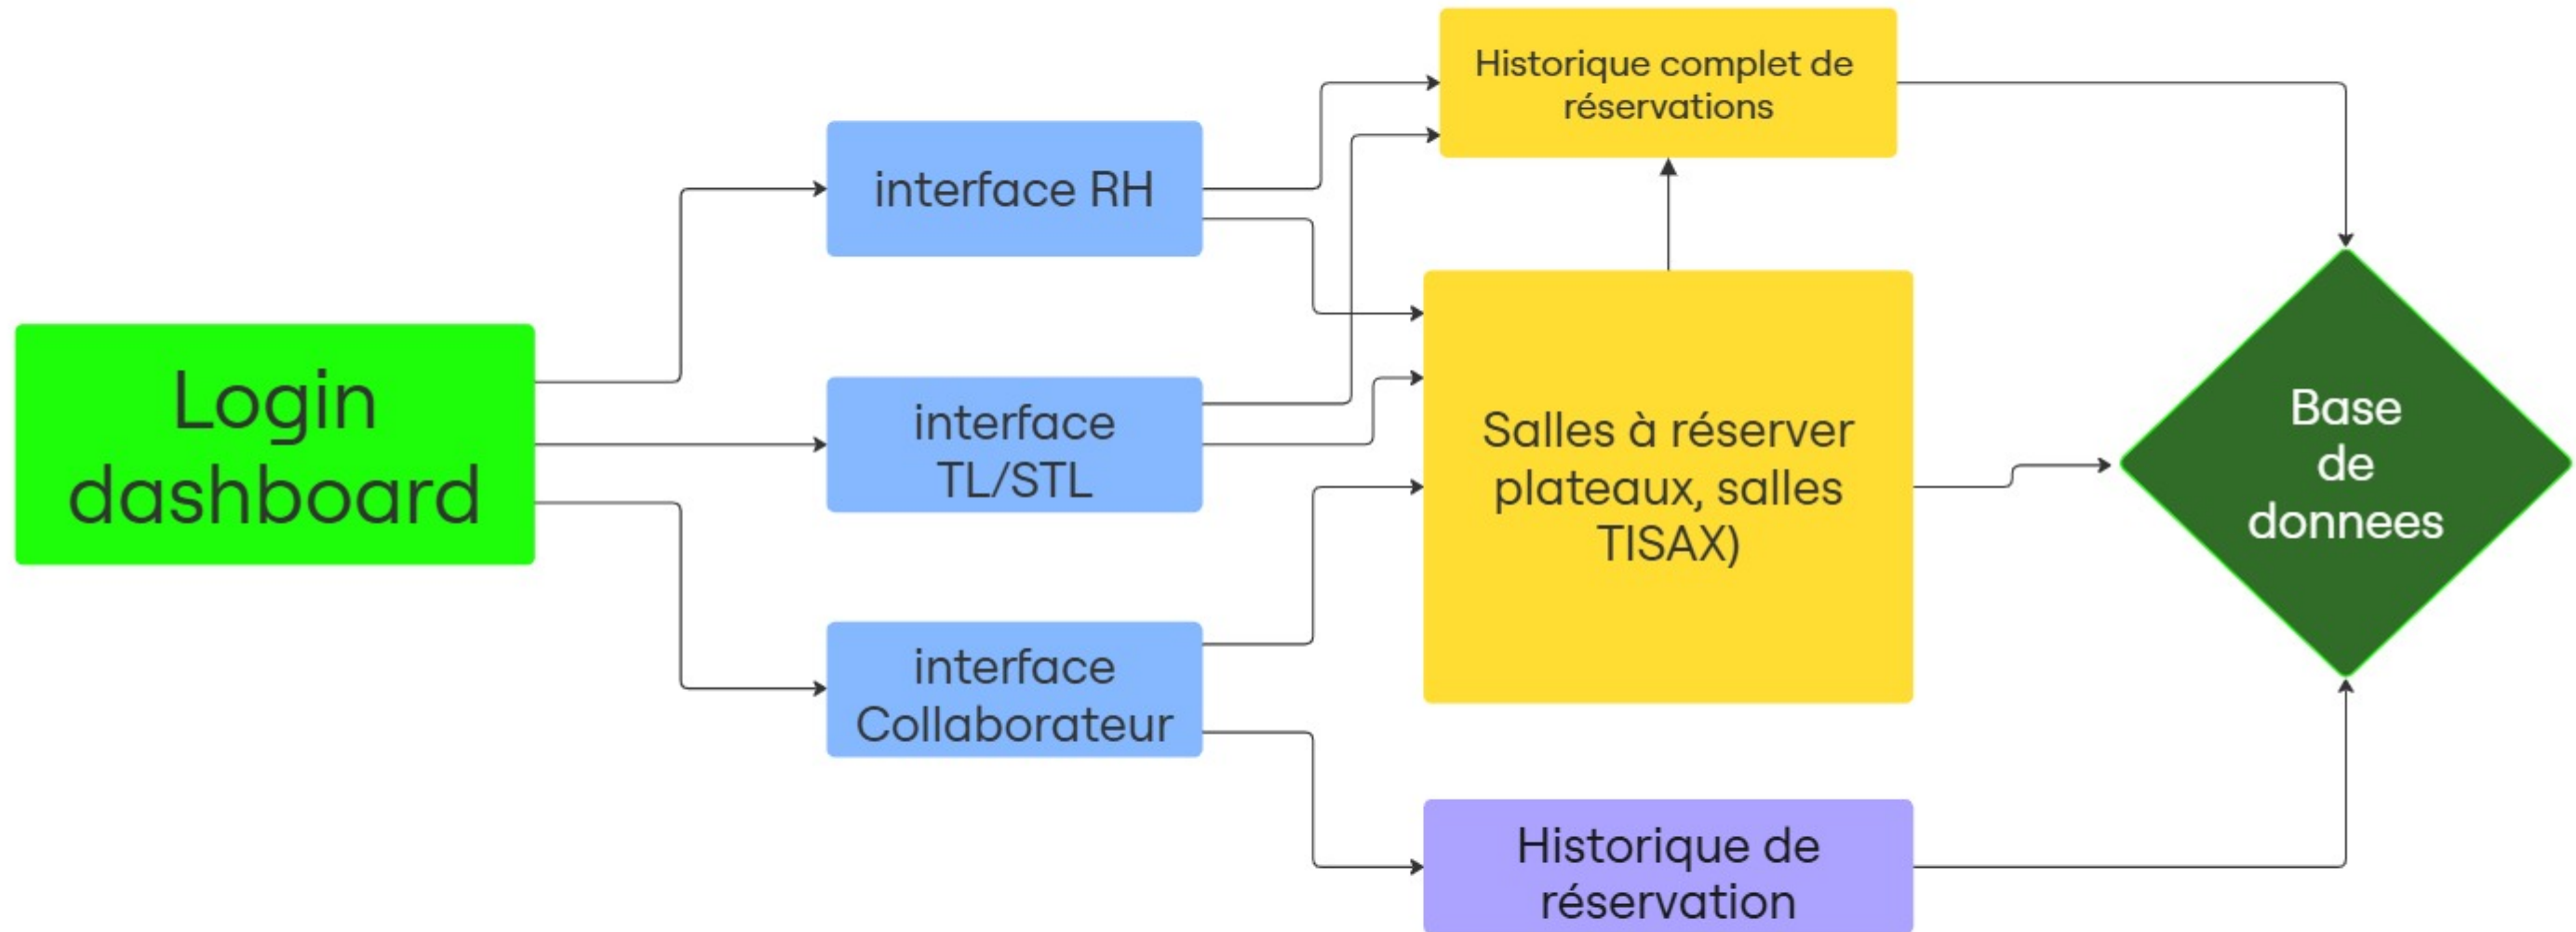 Login
dashboard
interface RH
interface
TL/STL
interface
Collaborateur
Historique complet de
réservations
Salles à réserver
plateaux, salles
TISAX)
Historique de
réservation
Base
de
donnees